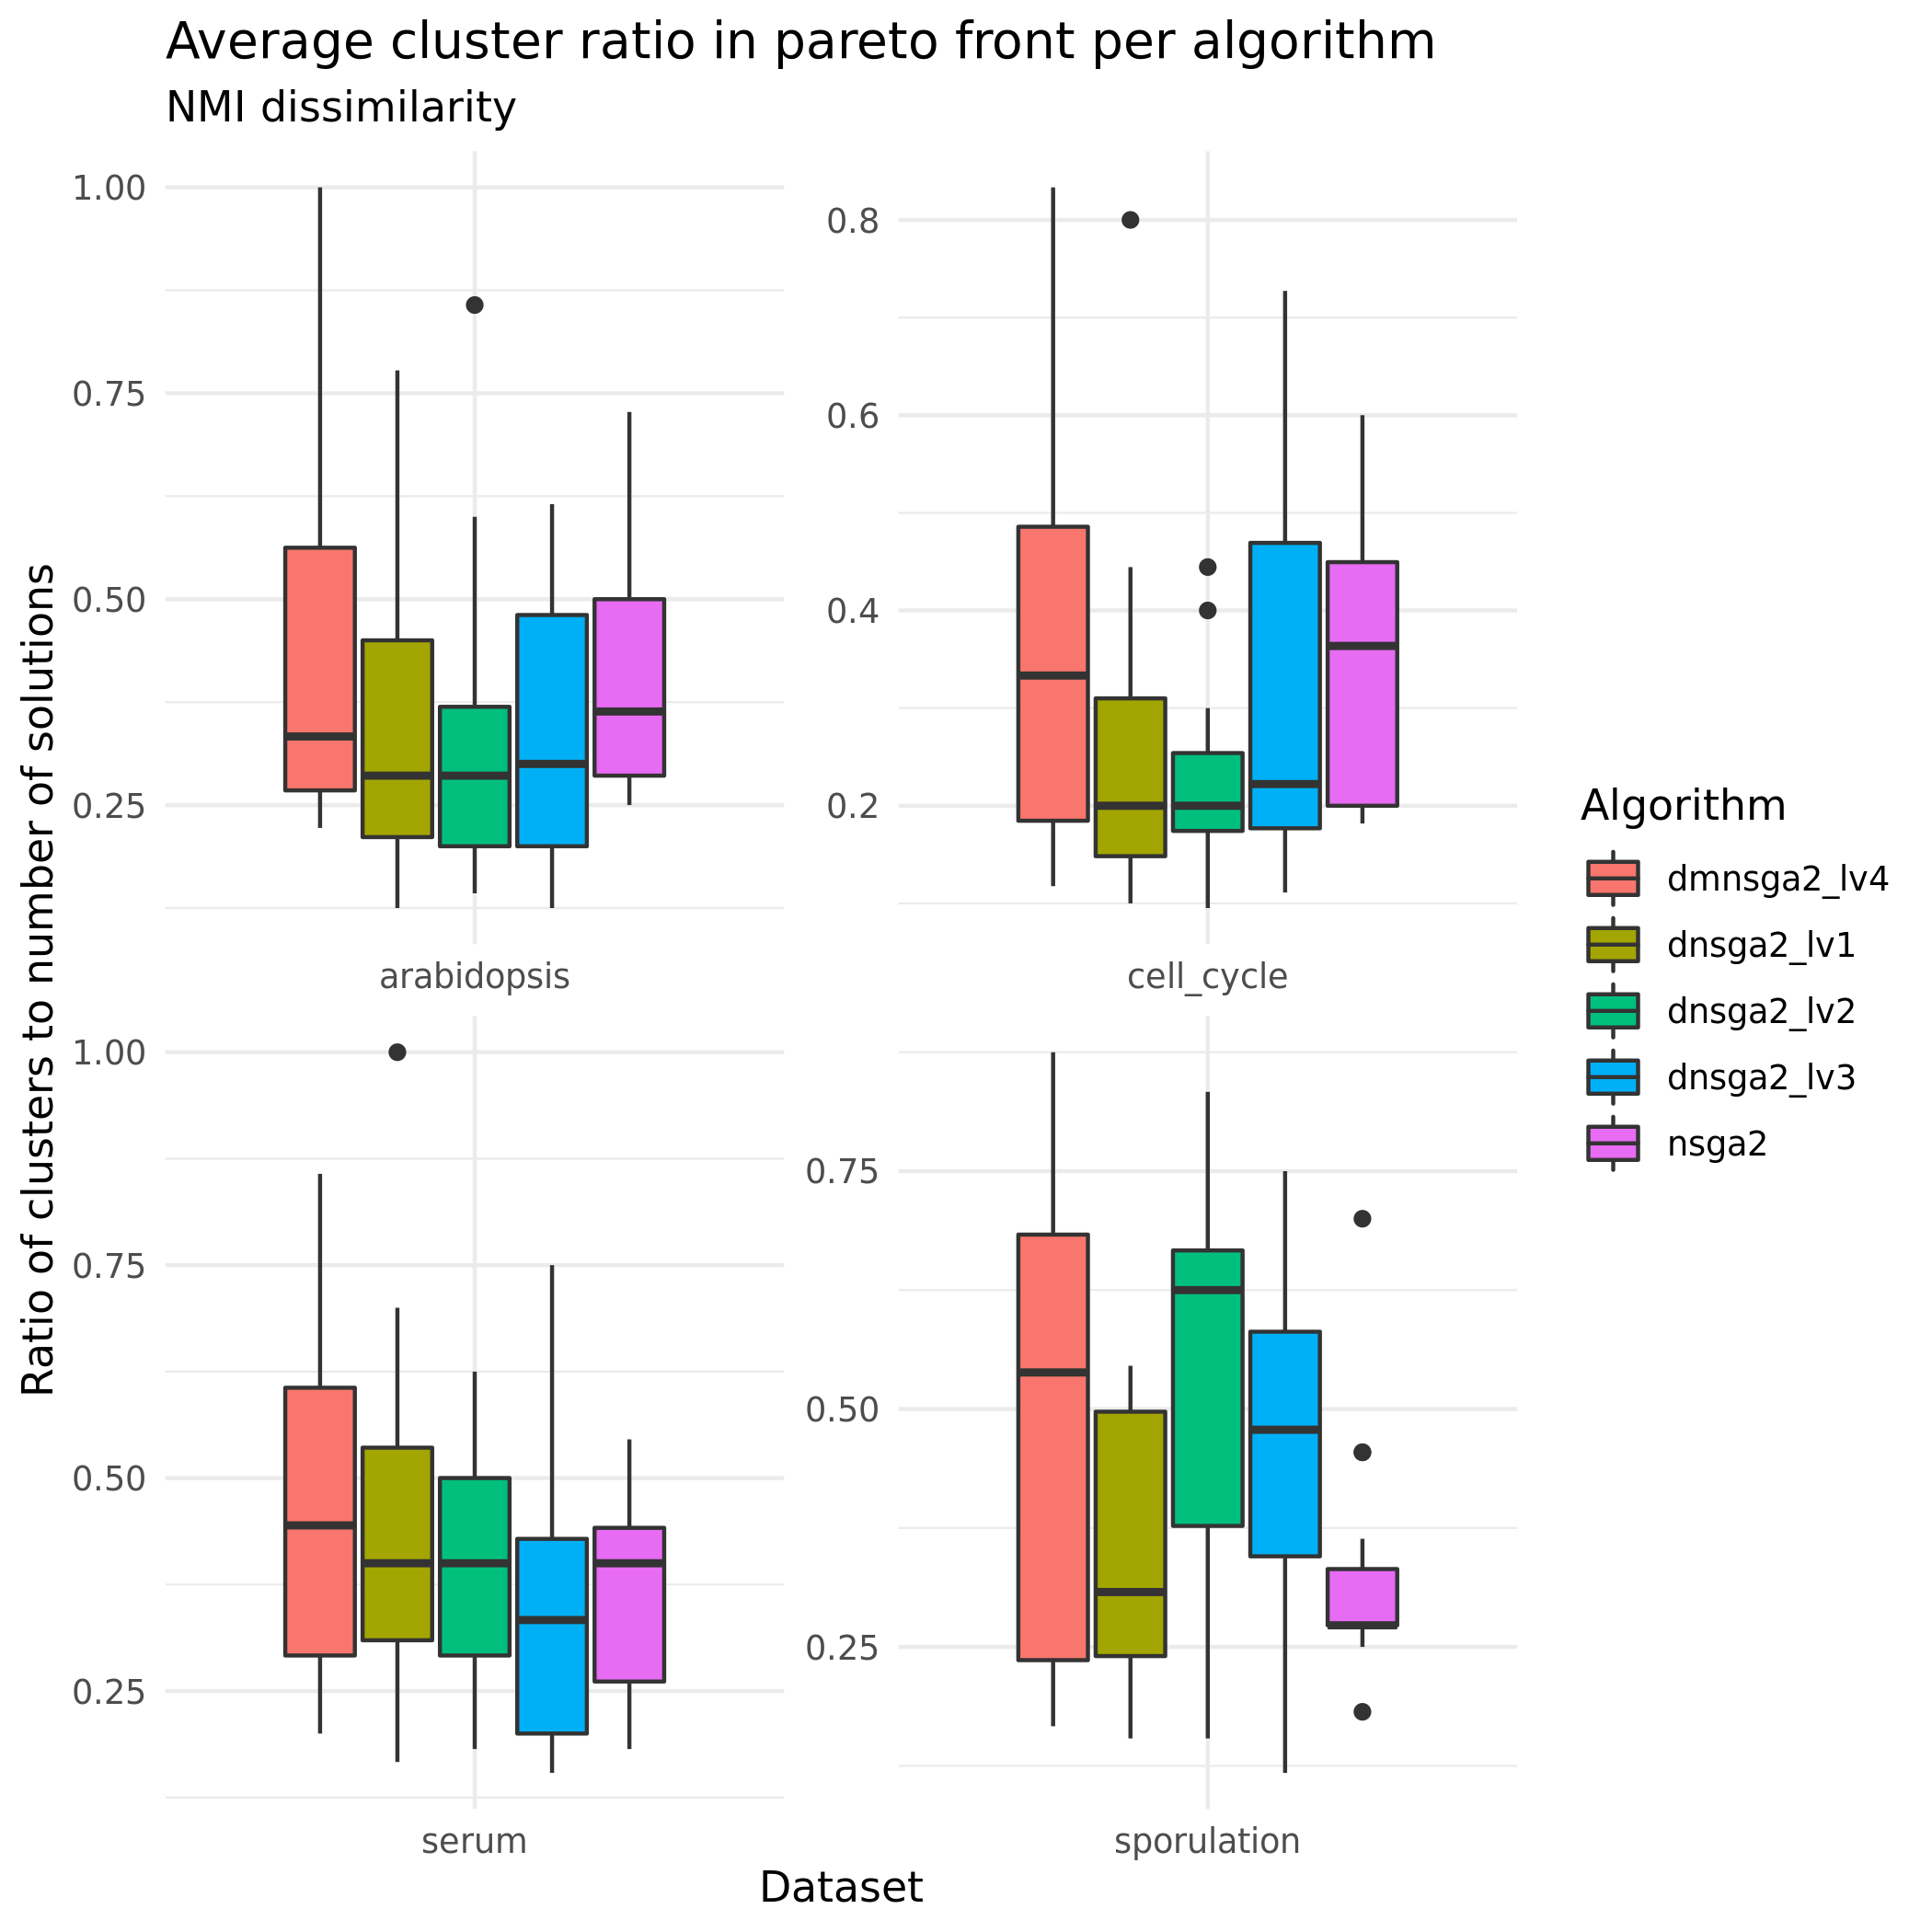 Average cluster ratio in pareto front per algorithm
NMI dissimilarity
Ratio of clusters to number of solutions
1.00
0.75
0.50
0.25
arabidopsis
0.8
0.6
0.4
0.2
cell_cycle
1.00
0.75
0.50
0.25
serum
0.75
0.50
0.25
sporulation
Dataset
Algorithm
dmnsga2_lv4
dnsga2_lv1
dnsga2_lv2
dnsga2_lv3
nsga2